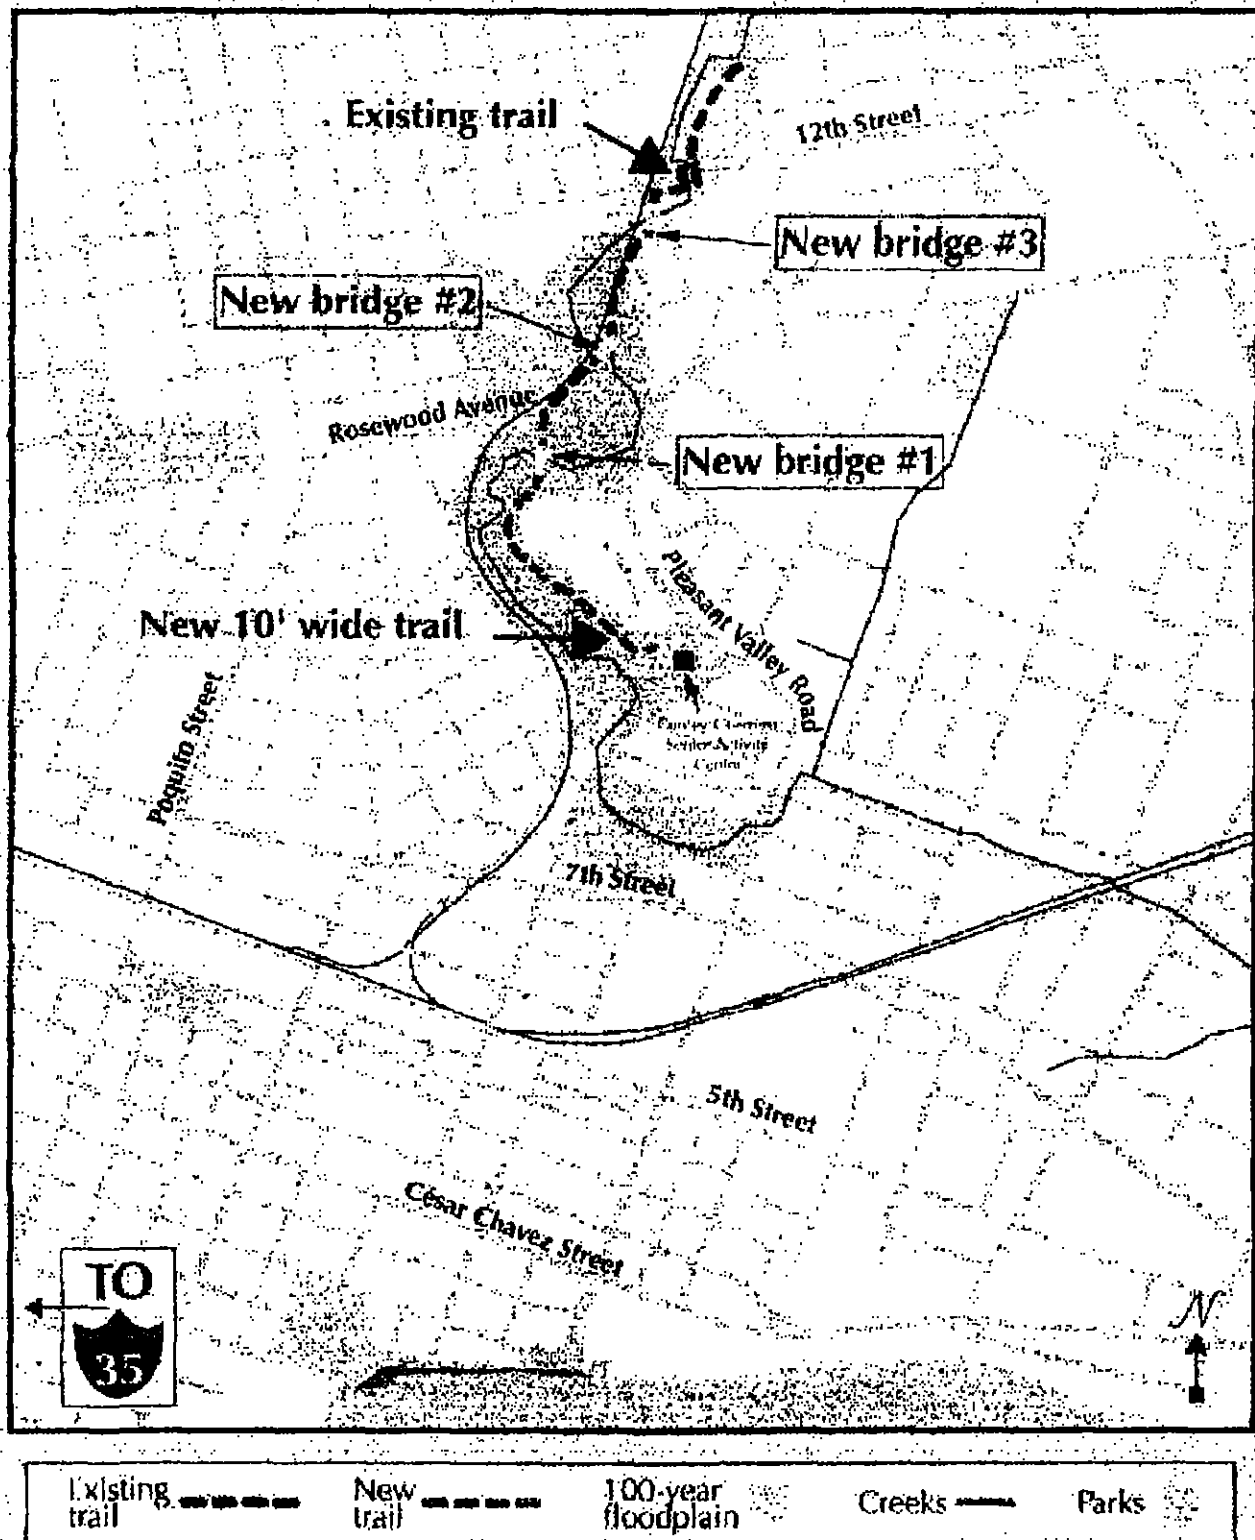 Existing trail
12th Street
New bridge #3
New bridge #2
Rosewood Avenue
New bridge #1
New 10' wide trail
Pleasant Valley Road
Poquito Street
Center
7th Street
5th Street
César Chavez Street
TO
35
N
Existing
trail
New
trail
100-year
floodplain
Creeks
Parks